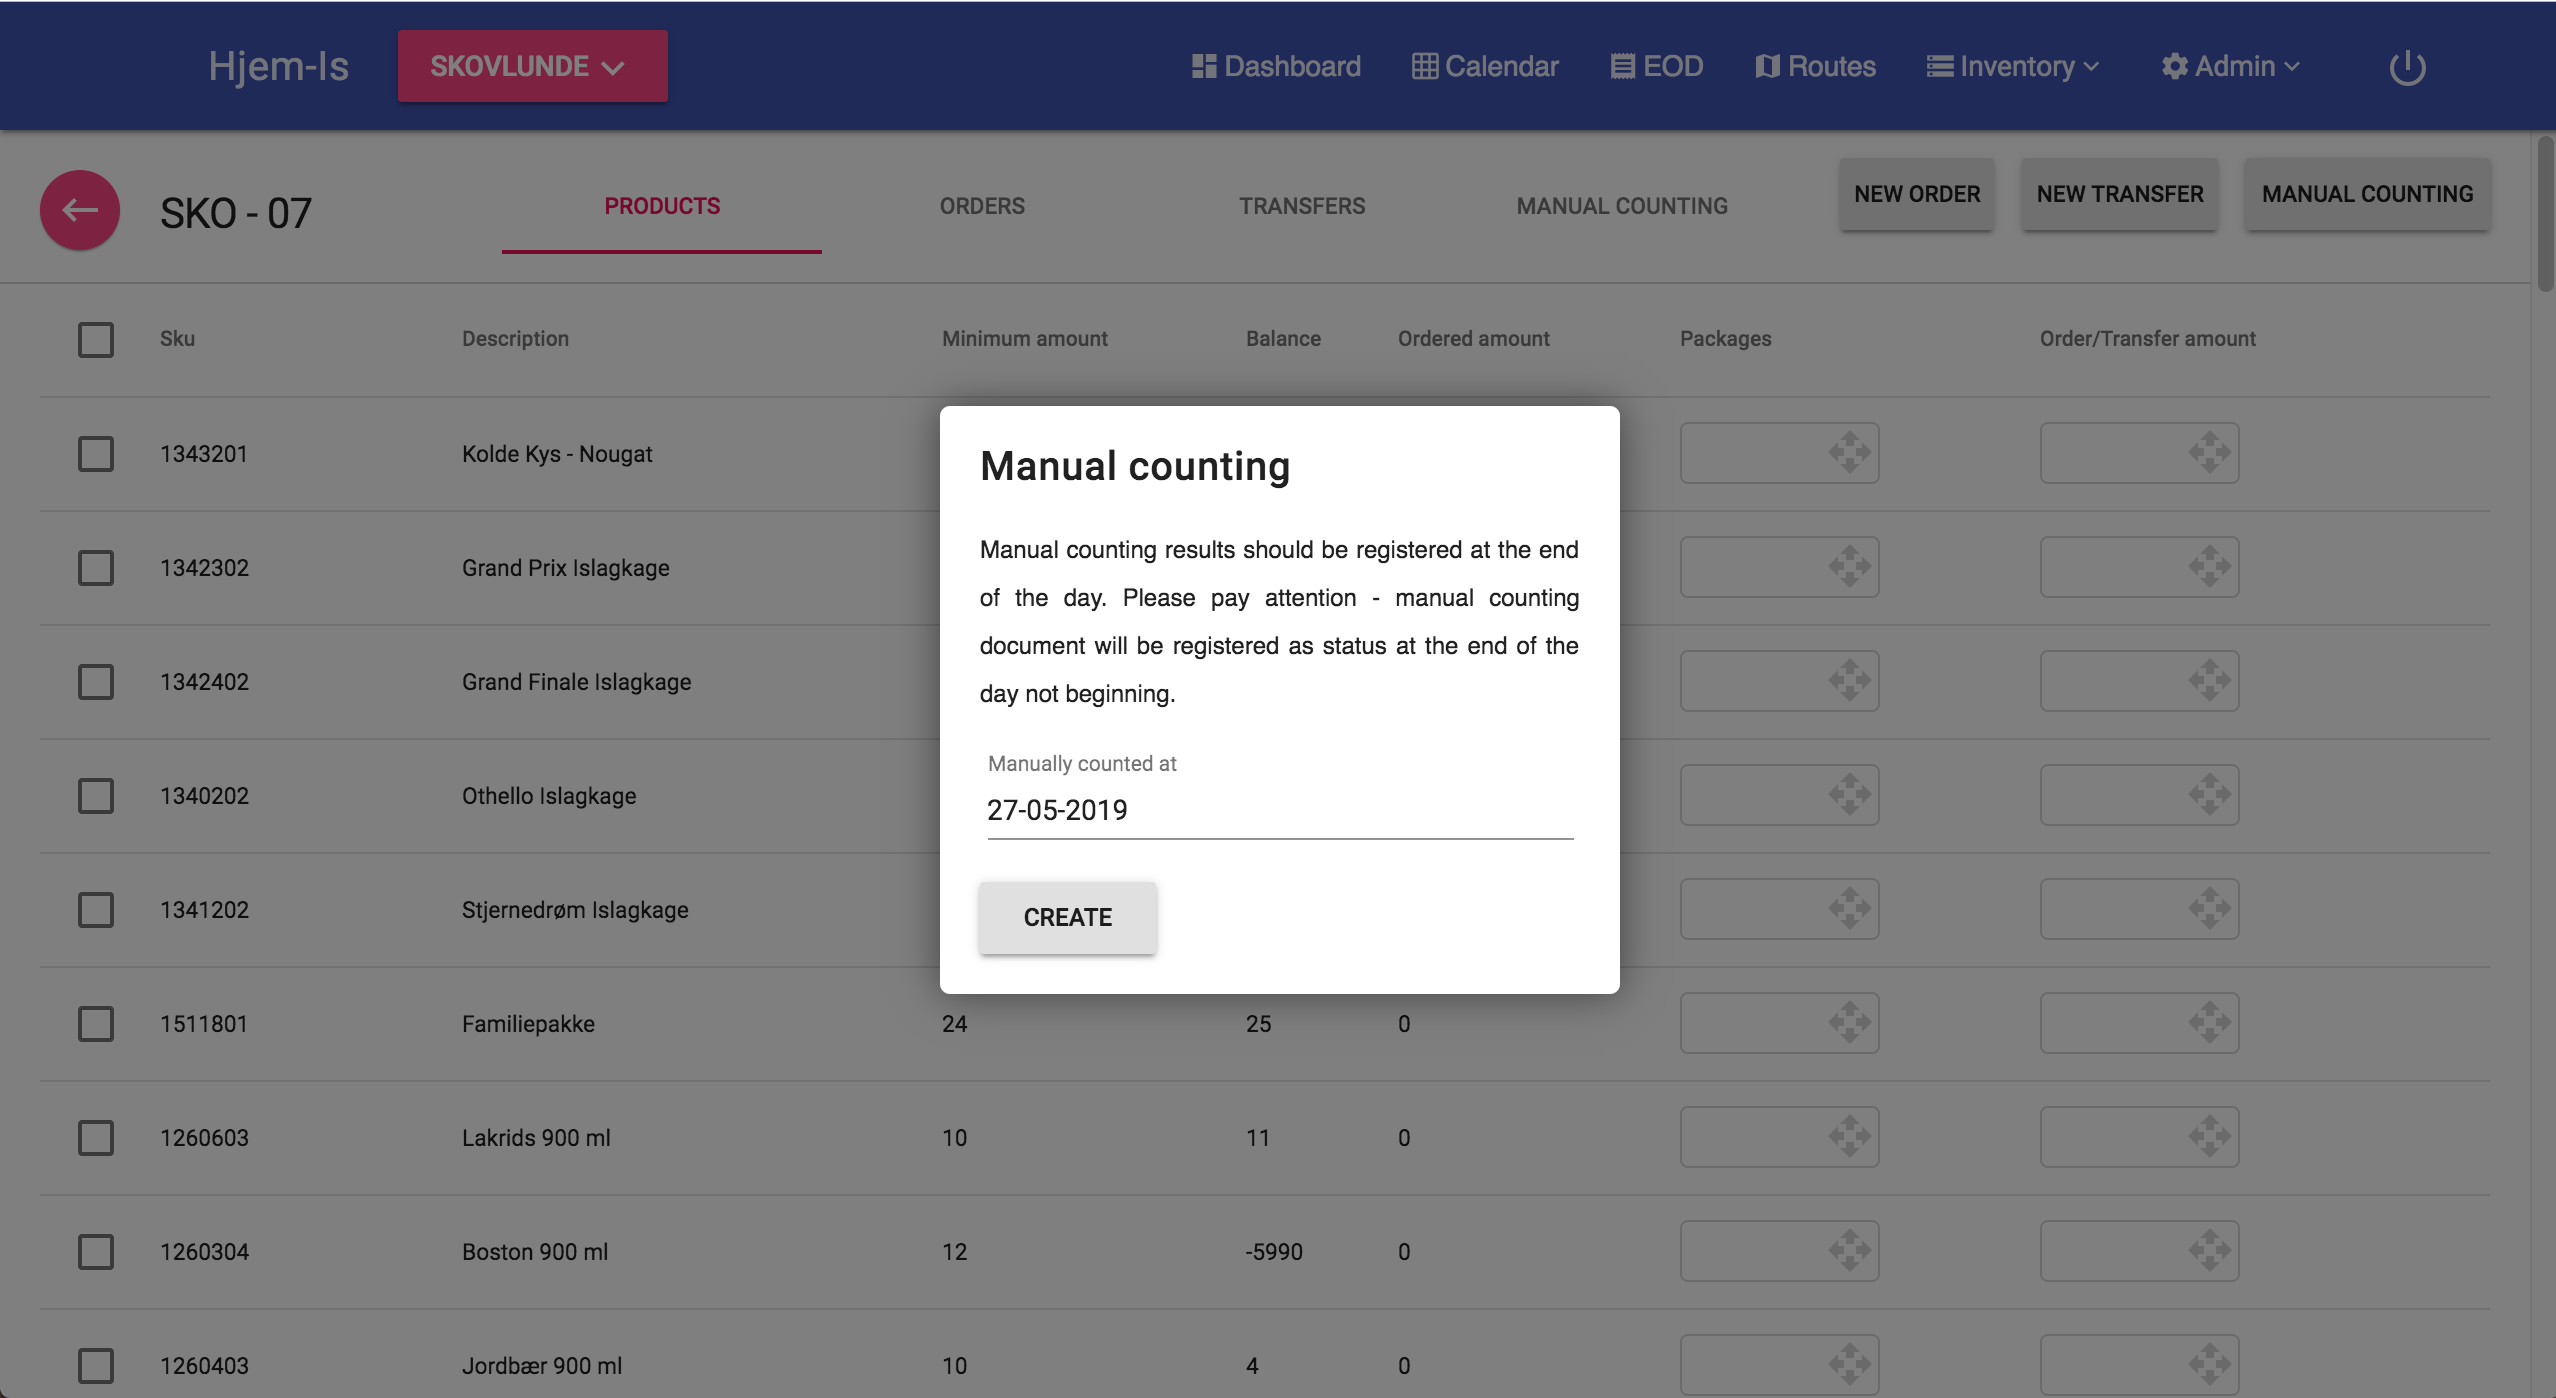 Hjem-Is SKOVLUNDE Dashboard Calendar EOD Routes Inventory Admin
SKO - 07 PRODUCTS ORDERS TRANSFERS MANUAL COUNTING NEW ORDER NEW TRANSFER MANUAL COUNTING
Sku Description Minimum amount Balance Ordered amount Packages Order/Transfer amount
1343201 Kolde Kys - Nougat
1342302 Grand Prix Islagkage
1342402 Grand Finale Islagkage
1340202 Othello Islagkage
1341202 Stjernedrøm Islagkage
Manual counting
Manual counting results should be registered at the end
of the day. Please pay attention - manual counting
document will be registered as status at the end of the
day not beginning.
Manually counted at
27-05-2019
CREATE
1511801 Familiepakke 24 25 0
1260603 Lakrids 900 ml 10 11 0
1260304 Boston 900 ml 12 -5990 0
1260403 Jordbær 900 ml 10 4 0